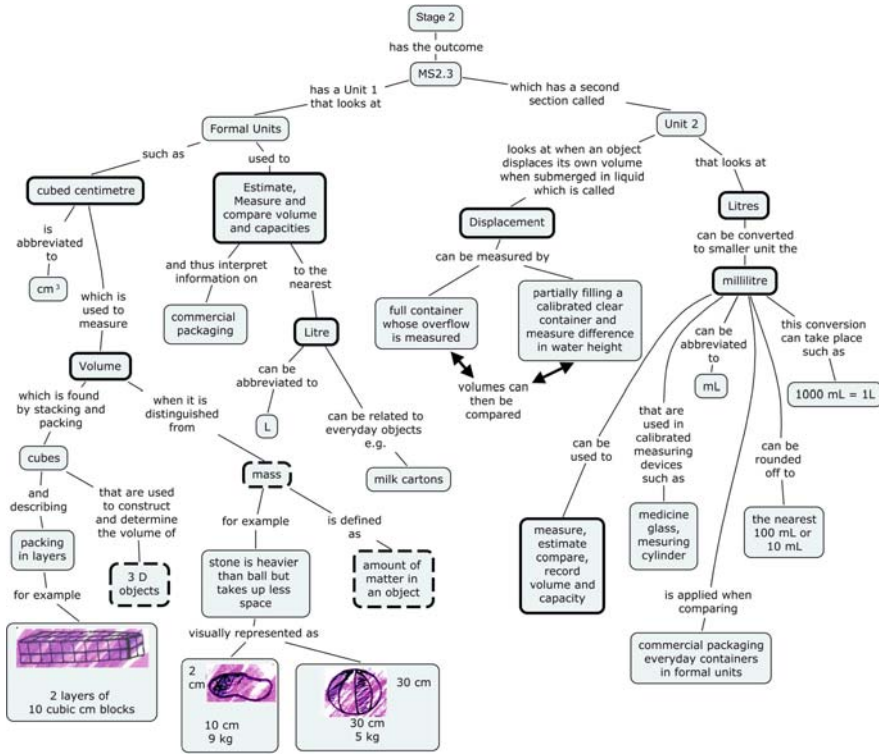 Stage 2
has the outcome
MS2.3
has a Unit 1
that looks at
which has a second
section called
Formal Units
Unit 2
such as
used to
looks at when an object
displaces its own volume
when submerged in liquid
which is called
that looks at
cubed centimetre
Estimate,
Measure and
compare volume
and capacities
Displacement
Litres
is
abbreviated
to
cm³
which is
used to
measure
and thus interpret
information on
commercial
packaging
to the
nearest
Litre
can be measured by
full container
whose overflow
is measured
partially filling a
calibrated clear
container and
measure difference
in water height
volumes can
then be
compared
can be converted
to smaller unit the
millilitre
can be
abbreviated
to
mL
this conversion
can take place
such as
1000 mL = 1L
Volume
which is found
by stacking and
packing
when it is
distinguished
from
can be
abbreviated to
L
can be related to
everyday objects
e.g.
milk cartons
can be
used to
that are
used in
calibrated
measuring
devices
such as
can be
rounded
off to
cubes
and
describing
packing
in layers
that are used
to construct
and determine
the volume of
3 D
objects
mass
for example
stone is heavier
than ball but
takes up less
space
is defined
as
amount of
matter in
an object
measure,
estimate
compare,
record
volume and
capacity
medicine
glass,
mesuring
cylinder
the nearest
100 mL or
10 mL
for example
2 layers of
10 cubic cm blocks
visually represented as
2
cm
10 cm
9 kg
30 cm
30 cm
5 kg
is applied when
comparing
commercial packaging
everyday containers
in formal units